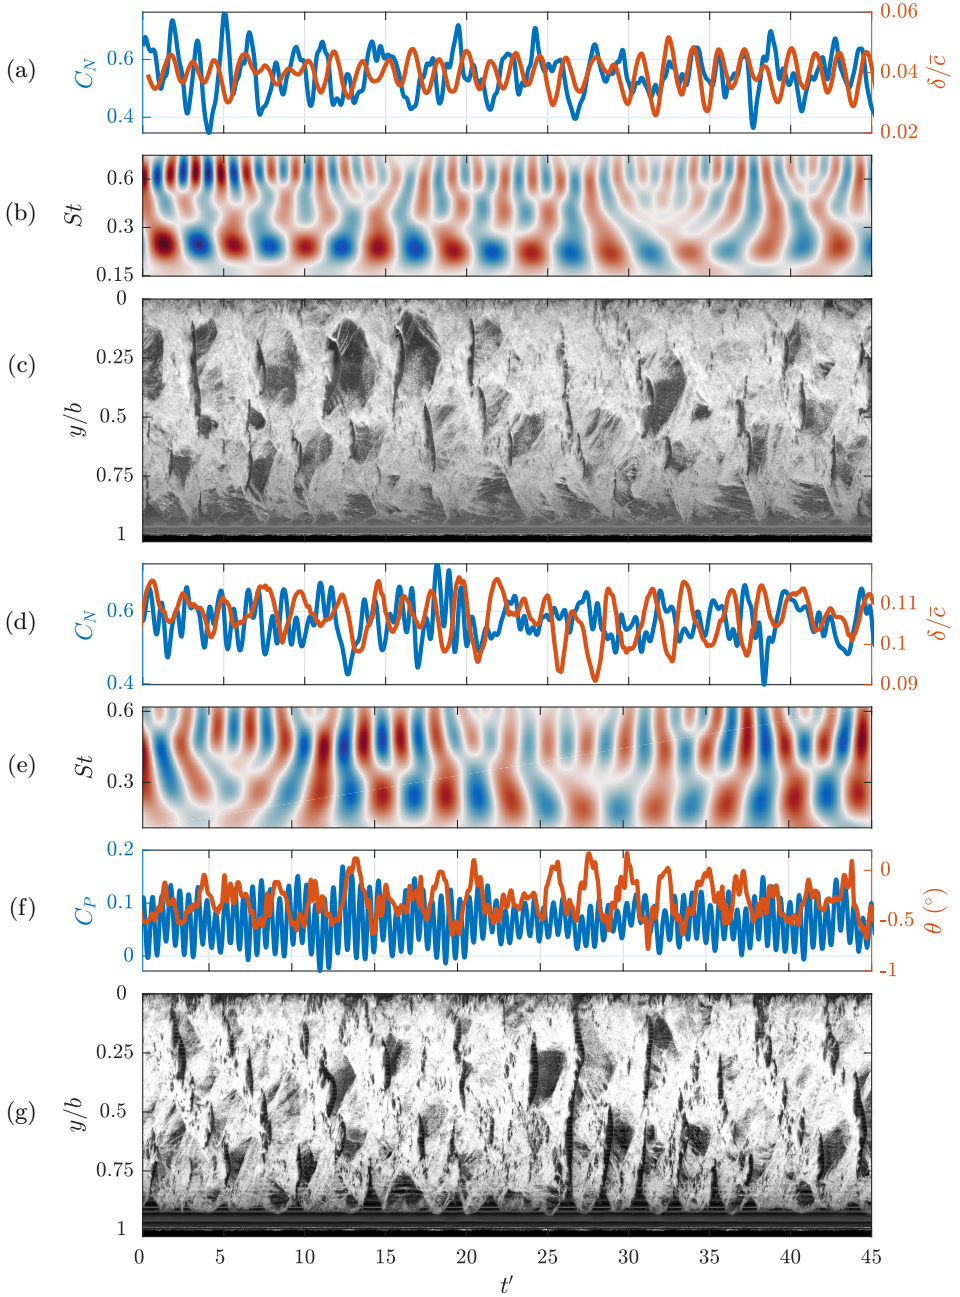 0.06
(a)
C_N
0.6
0.4
0.04
0.02
δ/c̅
(b)
St
0.6
0.3
0.15
(c)
y/b
0
0.25
0.5
0.75
1
(d)
C_N
0.6
0.4
0.11
0.1
0.09
δ/c̅
(e)
St
0.6
0.3
(f)
C_P
0.2
0.1
0
0
-0.5
-1
θ (°)
(g)
y/b
0
0.25
0.5
0.75
1
0 5 10 15 20 25 30 35 40 45
t′